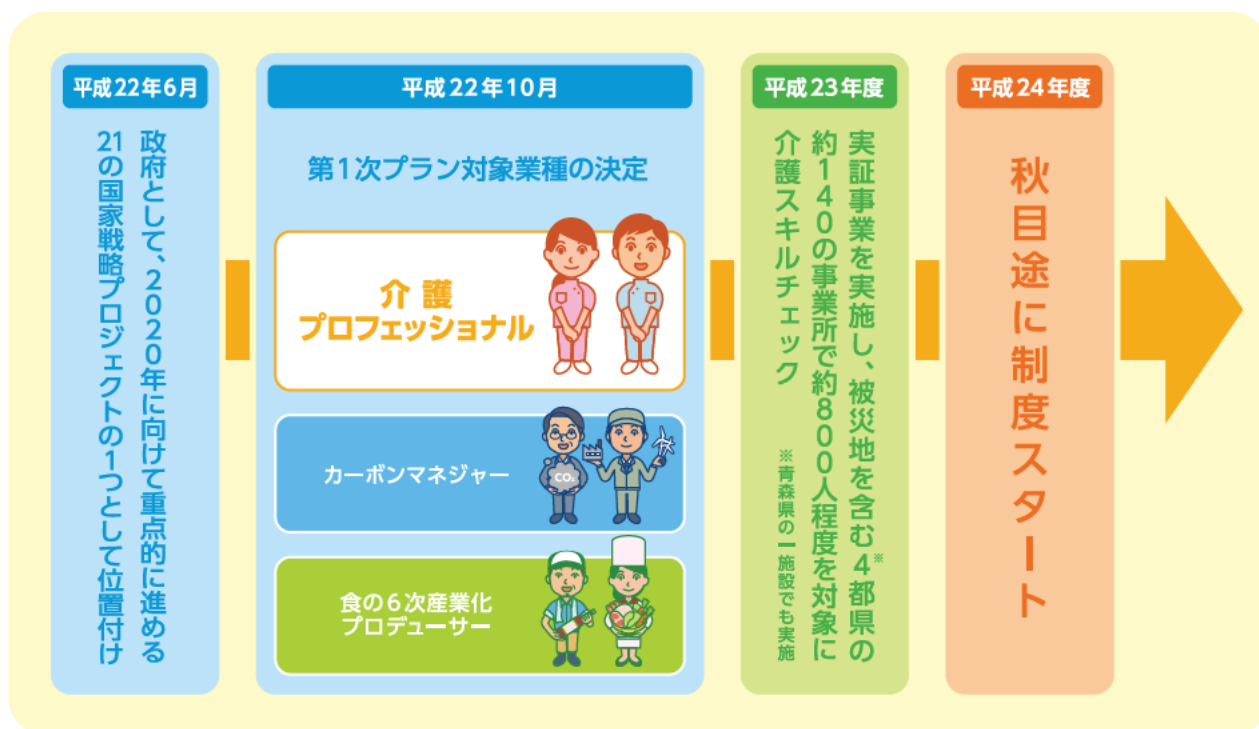 平成22年6月
政府として、2020年に向けて重点的に進める
21の国家戦略プロジェクトの1つとして位置付け
平成22年10月
第1次プラン対象業種の決定
介護
プロフェッショナル
カーボンマネジャー
CO₂
食の6次産業化
プロデューサー
平成23年度
実証事業を実施し、被災地を含む4※都県の
約140の事業所で約800人程度を対象に
介護スキルチェック
※青森県の一施設でも実施
平成24年度
秋目途に制度スタート